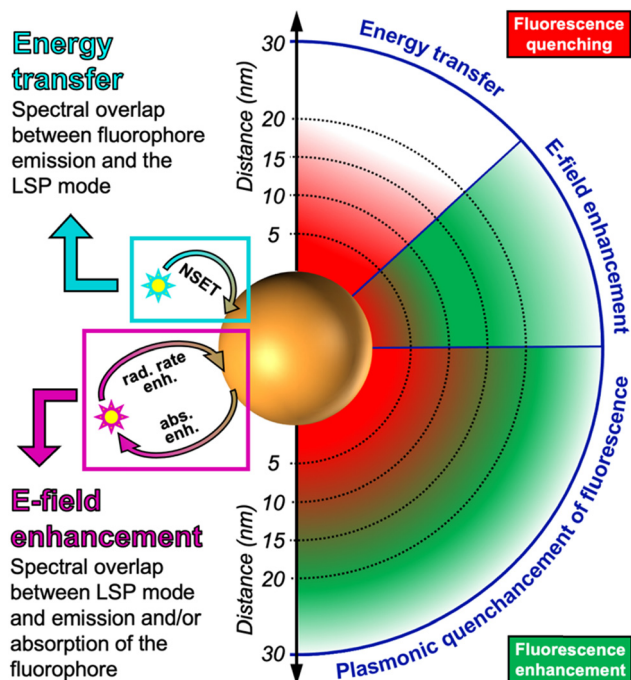 Energy
transfer
Spectral overlap
between fluorophore
emission and the
LSP mode
NSET
rad. rate
enh.
abs.
enh.
E-field
enhancement
Spectral overlap
between LSP mode
and emission and/or
absorption of the
fluorophore
Distance (nm)
30
20
15
10
5
5
10
15
20
30
Distance (nm)
Energy transfer
E-field enhancement
Plasmonic quenchancement of fluorescence
Fluorescence
quenching
Fluorescence
enhancement